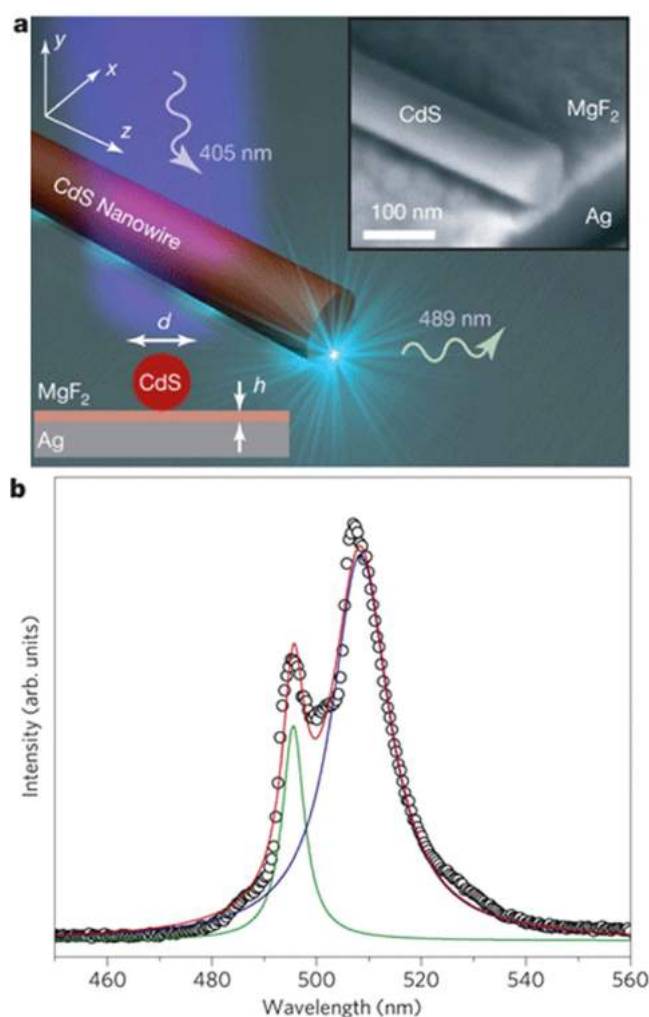 a
y
x
z
405 nm
CdS Nanowire
CdS
MgF2
Ag
100 nm
489 nm
d
CdS
MgF2
h
Ag
b
Intensity (arb. units)
460 480 500 520 540 560
Wavelength (nm)